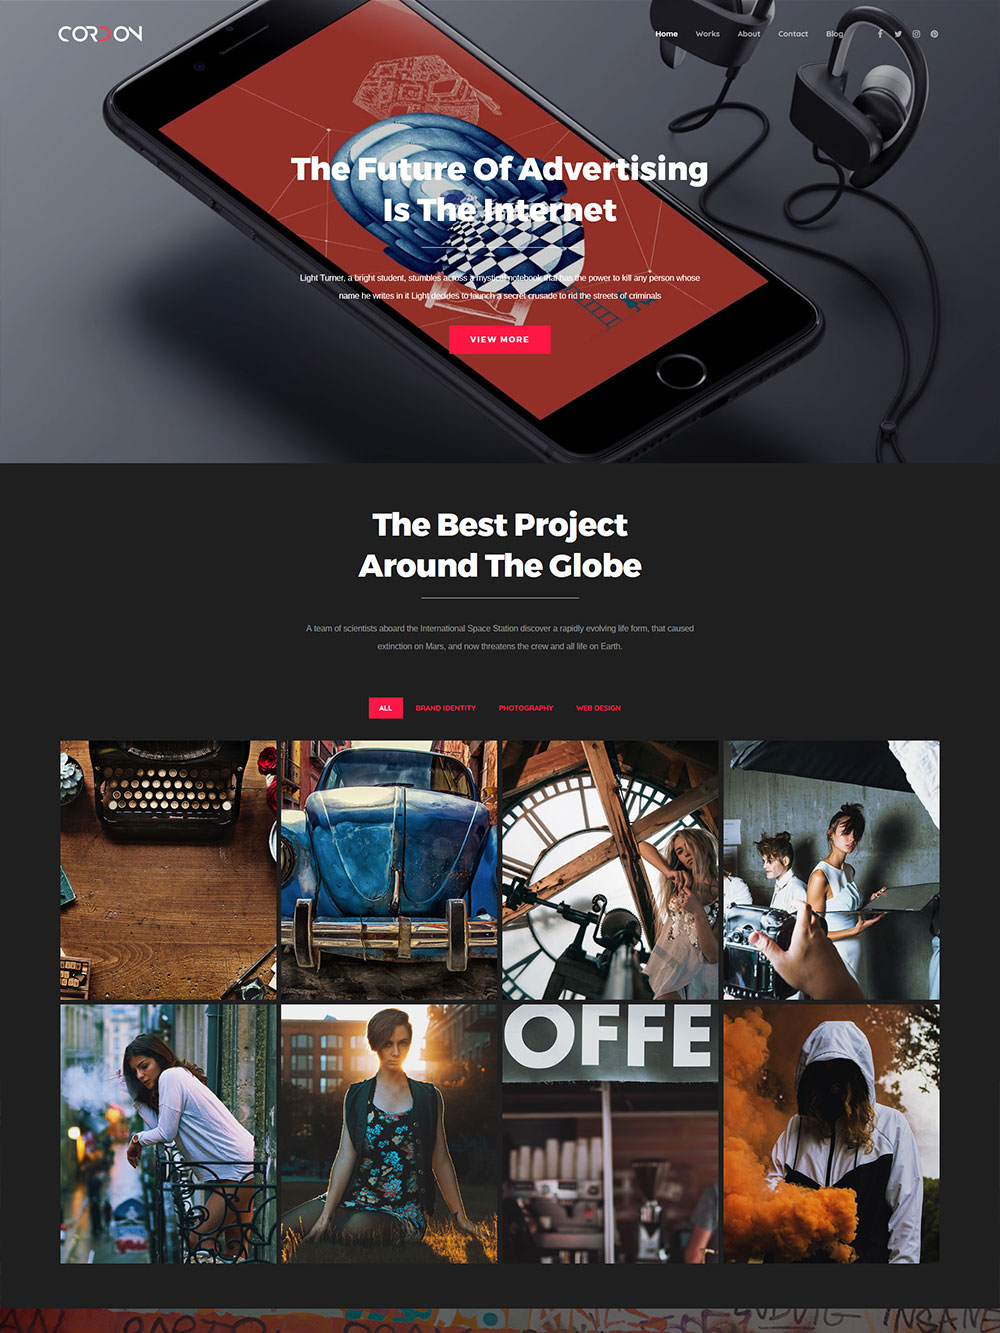 CORDON
Home Works About Contact Blog
The Future Of Advertising
Is The Internet
Light Turner, a bright student, stumbles across a mystical notebook that has the power to kill any person whose
name he writes in it Light decides to launch a secret crusade to rid the streets of criminals
VIEW MORE
The Best Project
Around The Globe
A team of scientists aboard the International Space Station discover a rapidly evolving life form, that caused
extinction on Mars, and now threatens the crew and all life on Earth.
ALL BRAND IDENTITY PHOTOGRAPHY WEB DESIGN
OFFE
INSANE